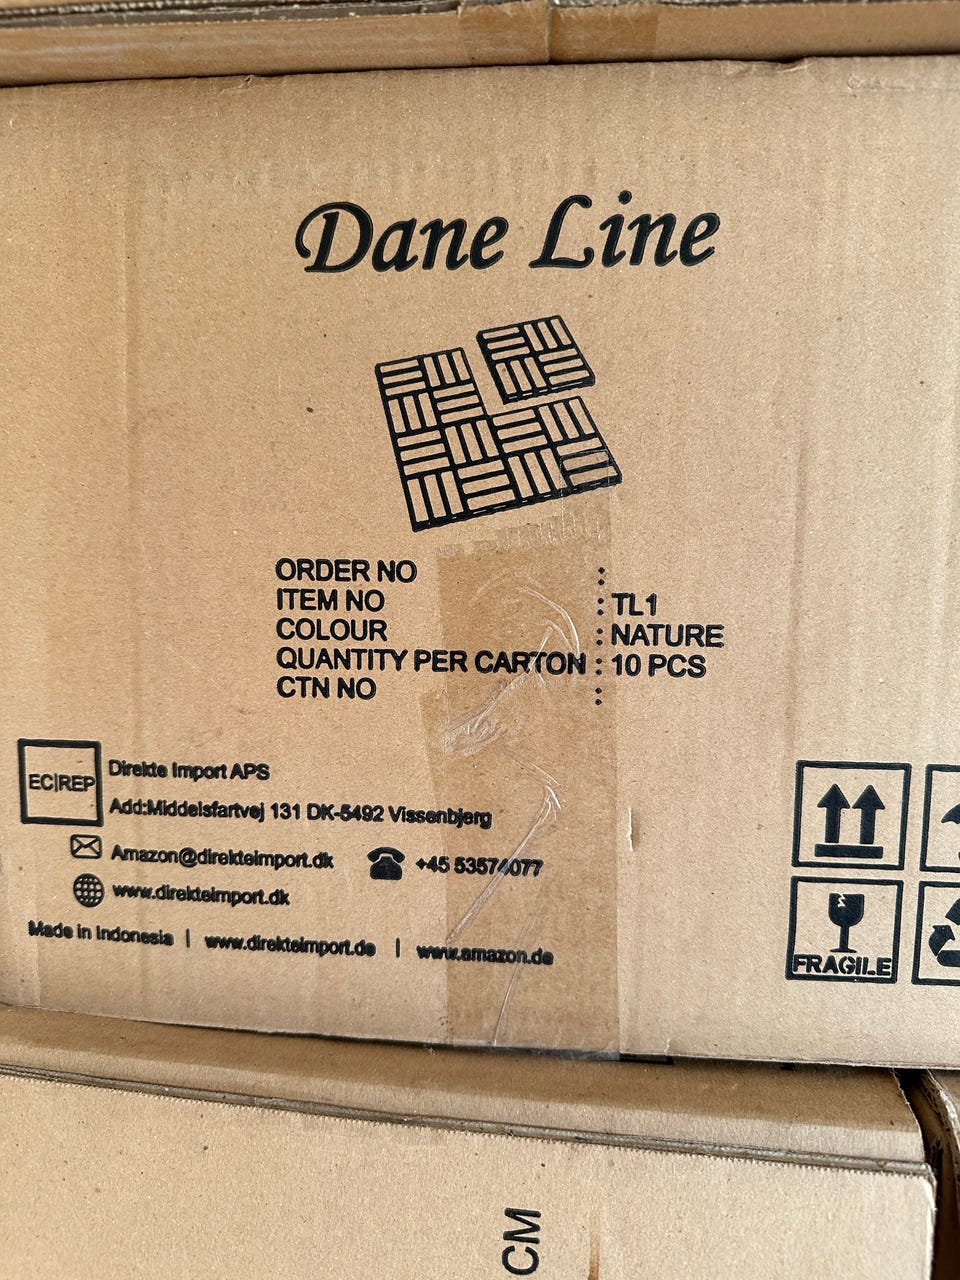 Dane Line
ORDER NO :
ITEM NO : TL1
COLOUR : NATURE
QUANTITY PER CARTON : 10 PCS
CTN NO :
EC|REP
Direkte Import APS
Add:Middelsfartvej 131 DK-5492 Vissenbjerg
Amazon@direkteimport.dk
+45 53574077
www.direkteimport.dk
Made in Indonesia | www.direkteimport.de | www.amazon.de
FRAGILE
CM